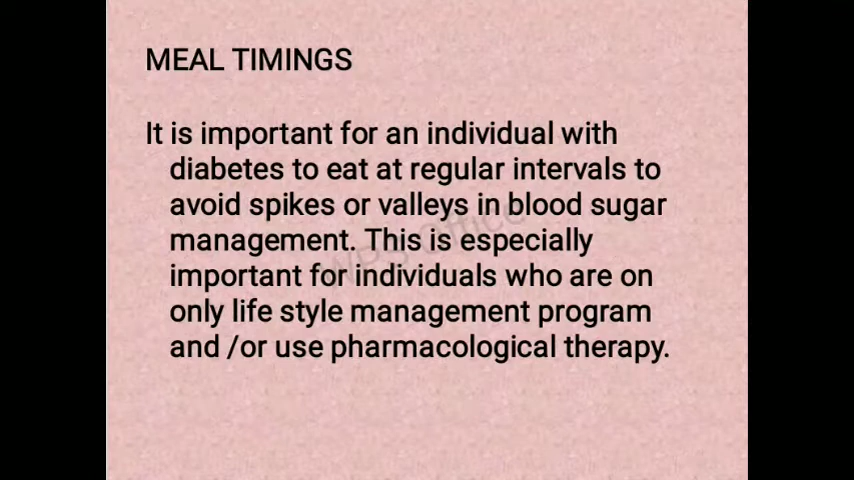 MEAL TIMINGS
It is important for an individual with
diabetes to eat at regular intervals to
avoid spikes or valleys in blood sugar
management. This is especially
important for individuals who are on
only life style management program
and /or use pharmacological therapy.
WPS Office